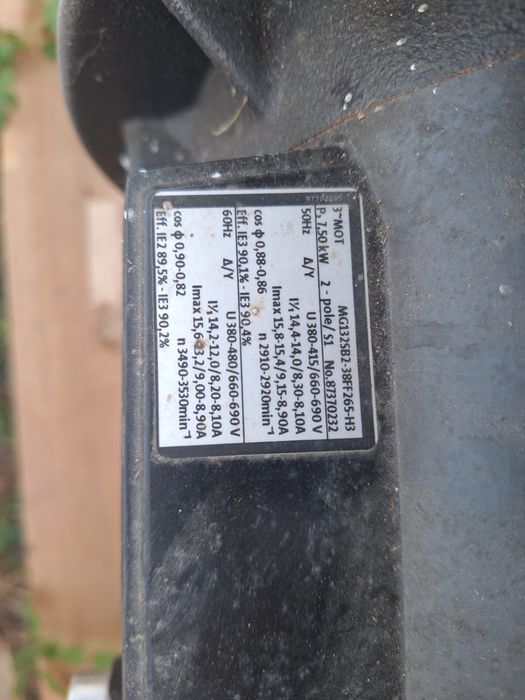 3~MOT MG132SB2-38FF265-H3
P₂ 7,50 kW 2 - pole/ S1 No.87370232
50Hz Δ/Y U 380-415/660-690 V
I¹/₁ 14,4-14,0/8,30-8,10A
Imax 15,8-15,4/9,15-8,90A
cos φ 0,88-0,86 n 2910-2920min⁻¹
Eff. IE3 90,1% - IE3 90,4%
60Hz Δ/Y U 380-480/660-690 V
I¹/₁ 14,2-12,0/8,20-8,10A
Imax 15,6-13,2/9,00-8,90A
cos φ 0,90-0,82 n 3490-3530min⁻¹
Eff. IE2 89,5% - IE3 90,2%